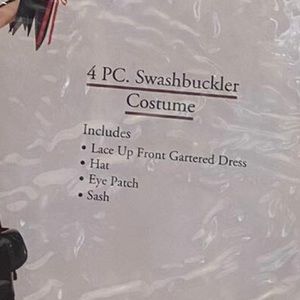 4 PC. Swashbuckler
Costume
Includes
• Lace Up Front Gartered Dress
• Hat
• Eye Patch
• Sash